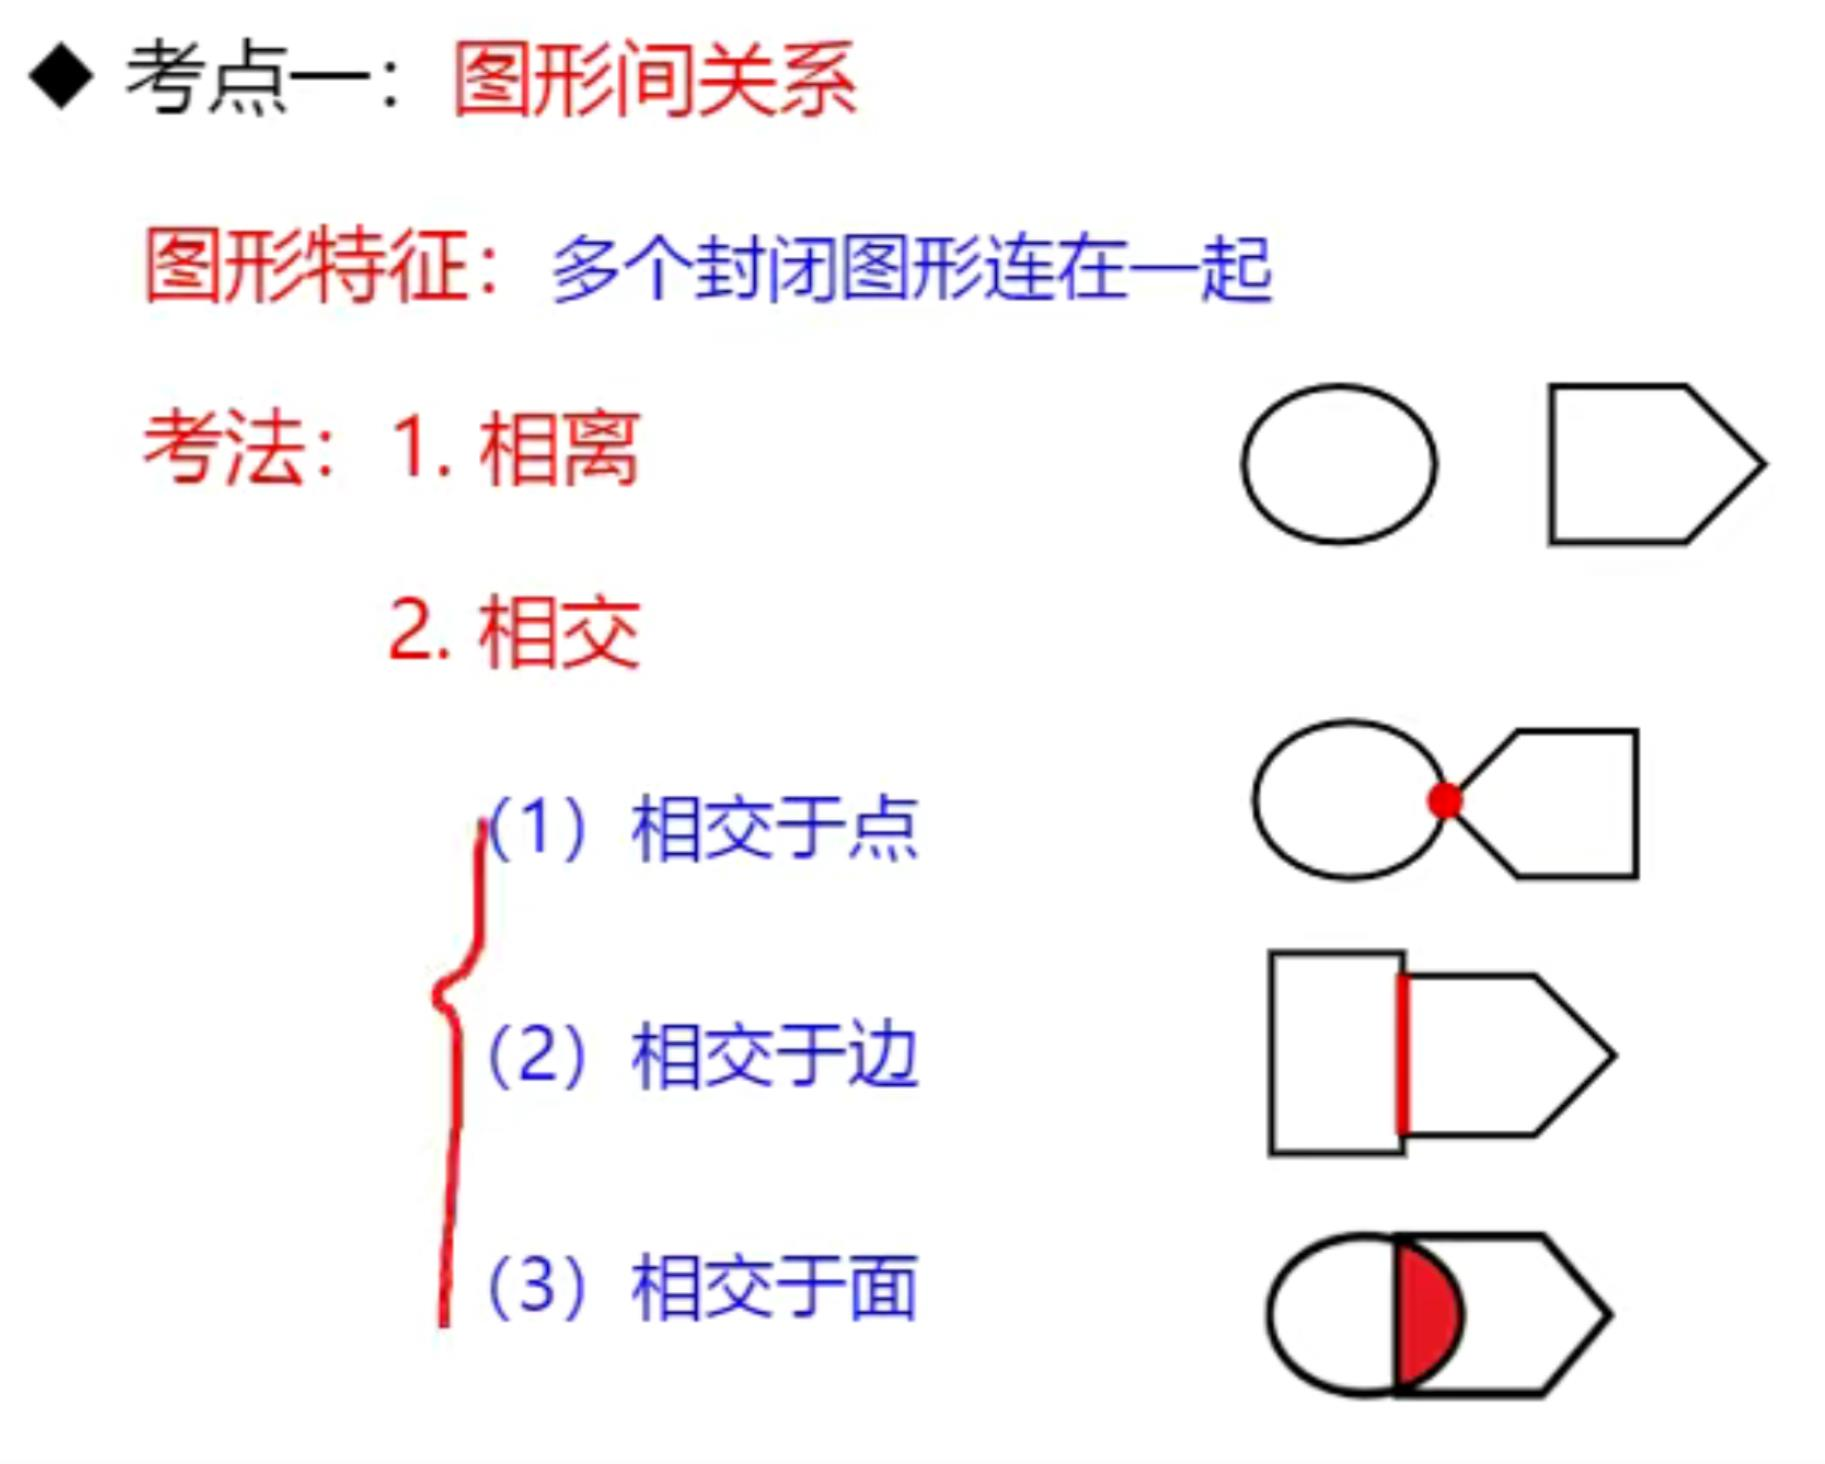 ◆ 考点一：图形间关系
图形特征：多个封闭图形连在一起
考法：1. 相离
2. 相交
（1）相交于点
（2）相交于边
（3）相交于面